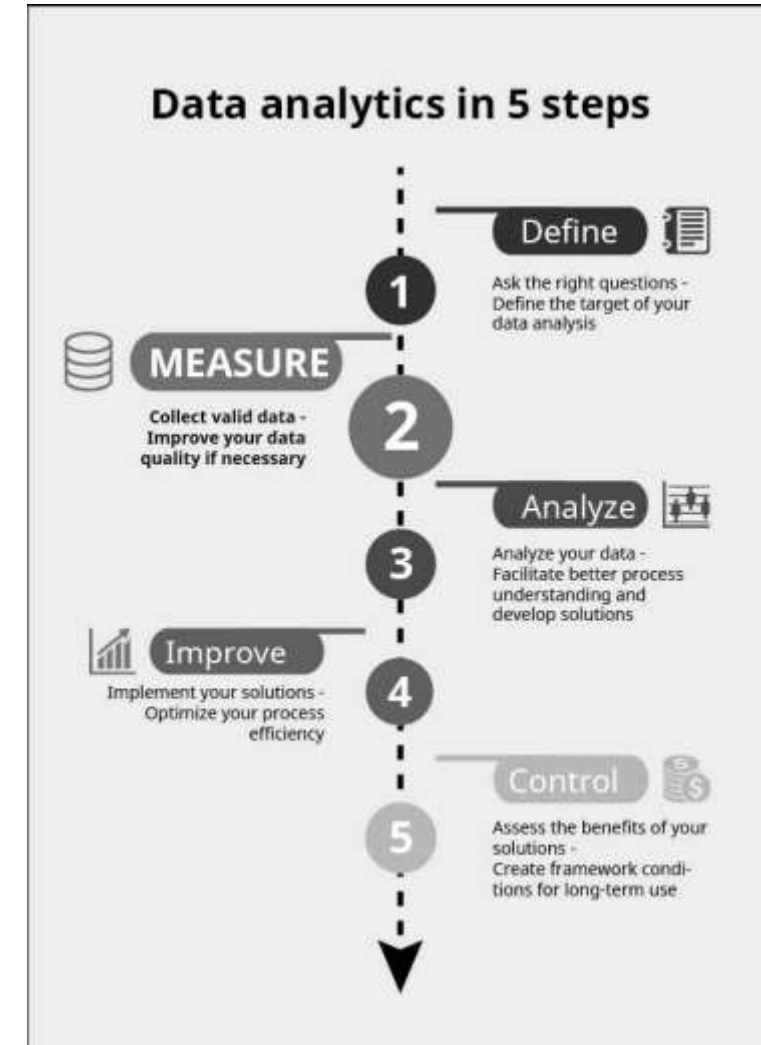 Data analytics in 5 steps
Define
1
Ask the right questions -
Define the target of your
data analysis
MEASURE
2
Collect valid data -
Improve your data
quality if necessary
Analyze
3
Analyze your data -
Facilitate better process
understanding and
develop solutions
Improve
4
Implement your solutions -
Optimize your process
efficiency
Control
5
Assess the benefits of your
solutions -
Create framework condi-
tions for long-term use